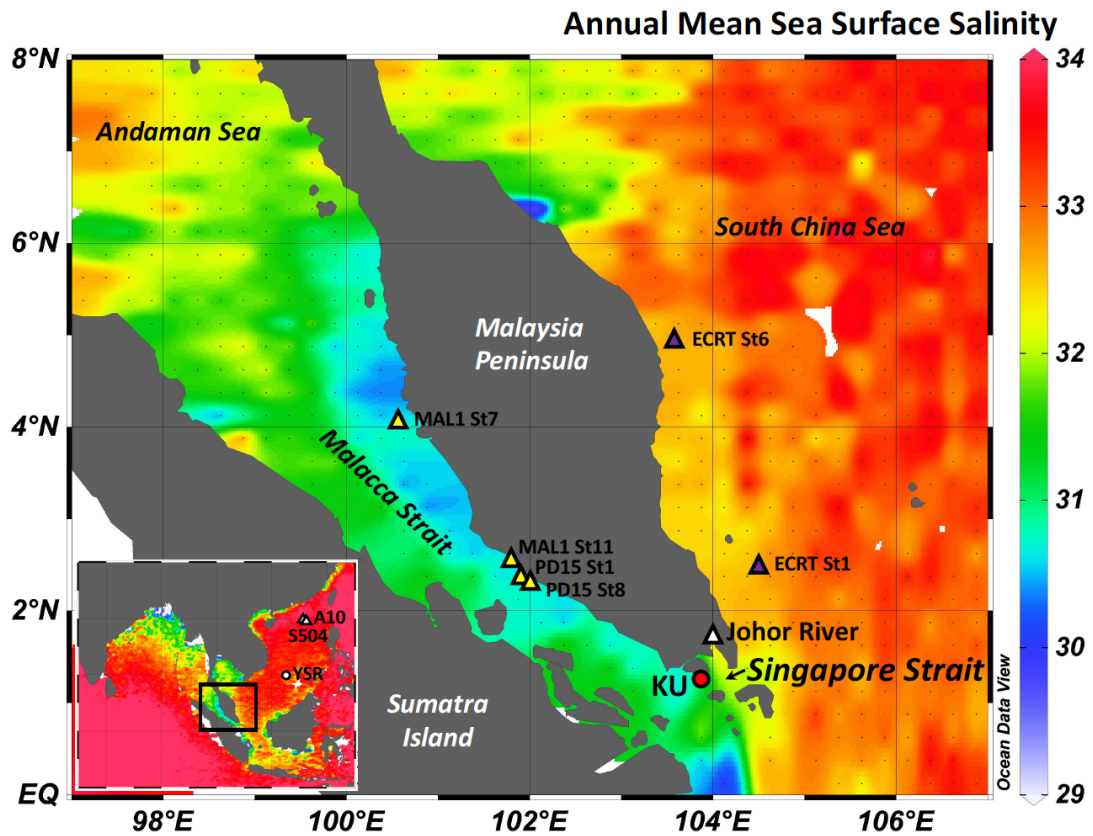 Annual Mean Sea Surface Salinity
8°N
34
Andaman Sea
33
South China Sea
6°N
Malaysia
Peninsula
ECRT St6
32
4°N
MAL1 St7
Malacca Strait
31
MAL1 St11
PD15 St1
PD15 St8
ECRT St1
2°N
Johor River
30
A10
S504
YSR
KU
Singapore Strait
Sumatra
Island
Ocean Data View
EQ
29
98°E
100°E
102°E
104°E
106°E